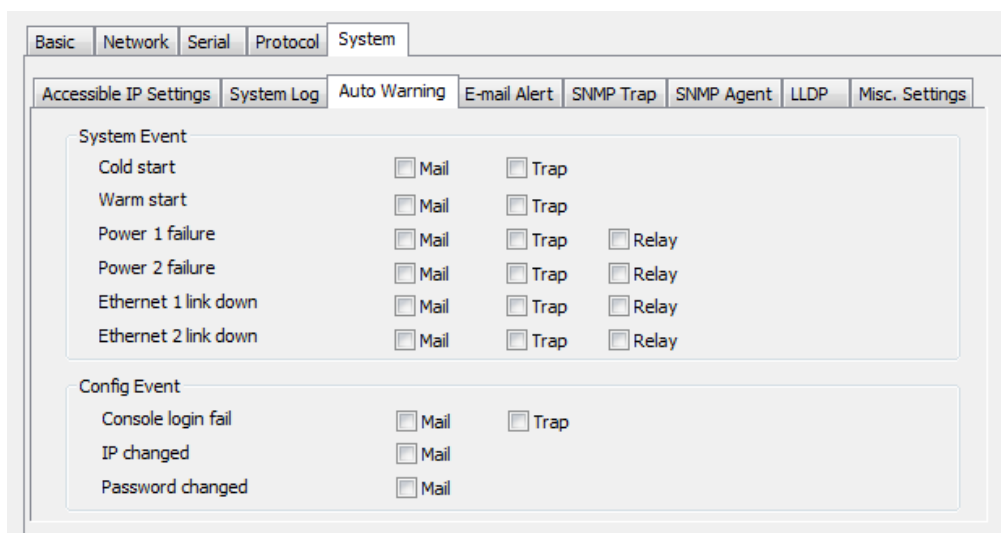 Basic Network Serial Protocol System
Accessible IP Settings System Log Auto Warning E-mail Alert SNMP Trap SNMP Agent LLDP Misc. Settings
System Event
Cold start Mail Trap
Warm start Mail Trap
Power 1 failure Mail Trap Relay
Power 2 failure Mail Trap Relay
Ethernet 1 link down Mail Trap Relay
Ethernet 2 link down Mail Trap Relay
Config Event
Console login fail Mail Trap
IP changed Mail
Password changed Mail